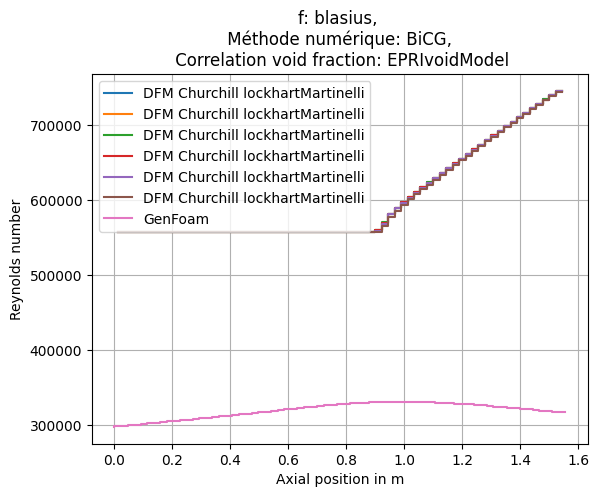 f: blasius,
Méthode numérique: BiCG,
Correlation void fraction: EPRIvoidModel
DFM Churchill lockhartMartinelli
DFM Churchill lockhartMartinelli
DFM Churchill lockhartMartinelli
DFM Churchill lockhartMartinelli
DFM Churchill lockhartMartinelli
DFM Churchill lockhartMartinelli
GenFoam
Reynolds number
700000
600000
500000
400000
300000
0.0 0.2 0.4 0.6 0.8 1.0 1.2 1.4 1.6
Axial position in m